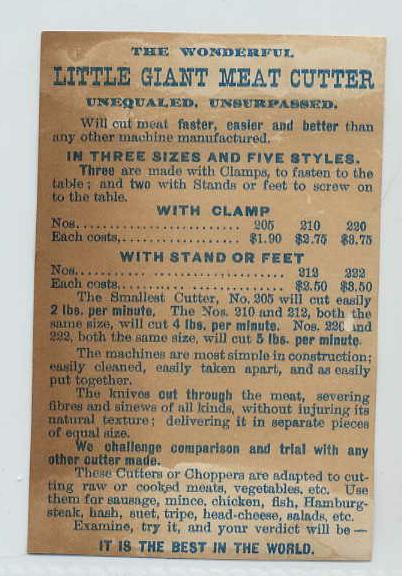 THE WONDERFUL
LITTLE GIANT MEAT CUTTER
UNEQUALED, UNSURPASSED.
Will cut meat faster, easier and better than
any other machine manufactured.
IN THREE SIZES AND FIVE STYLES.
Three are made with Clamps, to fasten to the
table; and two with Stands or feet to screw on
to the table.
WITH CLAMP
Nos. 205 210 220
Each costs, $1.90 $2.75 $3.75
WITH STAND OR FEET
Nos. 212 222
Each costs $2.50 $3.50
The Smallest Cutter, No. 205 will cut easily
2 lbs. per minute. The Nos. 210 and 212, both the
same size, will cut 4 lbs. per minute. Nos. 220 and
222, both the same size, will cut 5 lbs. per minute.
The machines are most simple in construction;
easily cleaned, easily taken apart, and as easily
put together.
The knives cut through the meat, severing
fibres and sinews of all kinds, without injuring its
natural texture; delivering it in separate pieces
of equal size.
We challenge comparison and trial with any
other cutter made.
These Cutters or Choppers are adapted to cut-
ting raw or cooked meats, vegetables, etc. Use
them for sausage, mince, chicken, fish, Hamburg-
steak, hash, suet, tripe, head-cheese, salads, etc.
Examine, try it, and your verdict will be —
IT IS THE BEST IN THE WORLD.